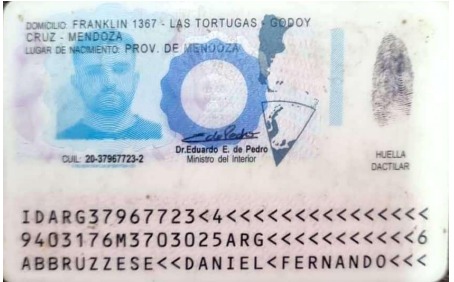 DOMICILIO: FRANKLIN 1367 - LAS TORTUGAS - GODOY
CRUZ - MENDOZA
LUGAR DE NACIMIENTO: PROV. DE MENDOZA
CUIL: 20-37967723-2
Dr. Eduardo E. de Pedro
Ministro del Interior
HUELLA
DACTILAR
IDARG37967723<4<<<<<<<<<<<<<<<
9403176M3703025ARG<<<<<<<<<<<6
ABBRUZZESE<<DANIEL<FERNANDO<<<